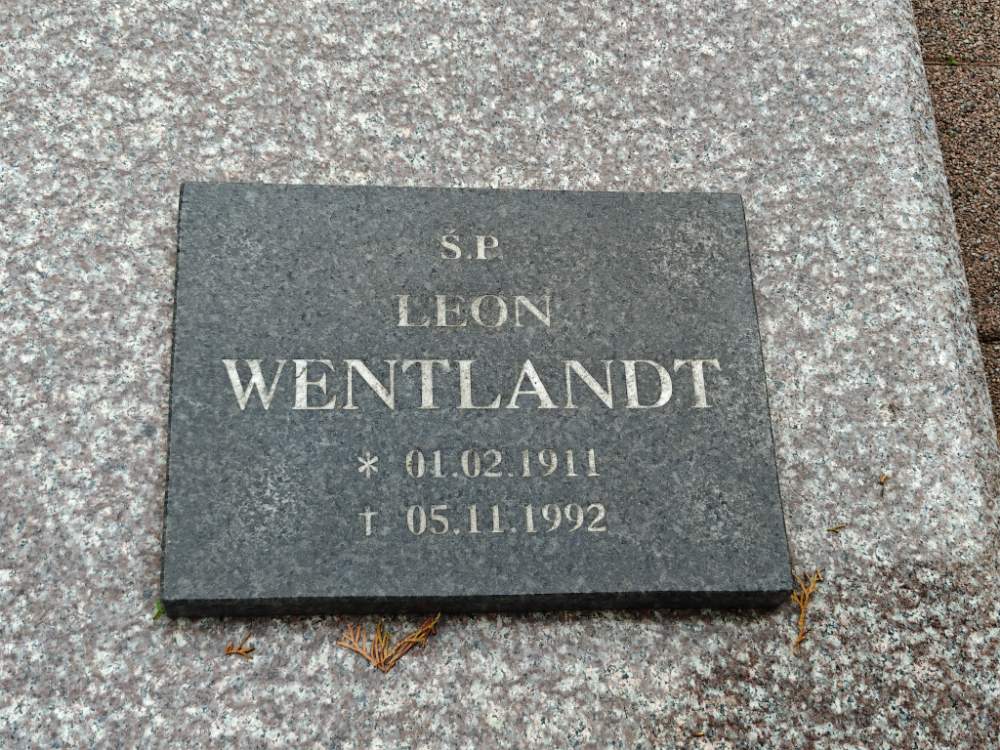 Ś.P.
LEON
WENTLANDT
* 01.02.1911
† 05.11.1992